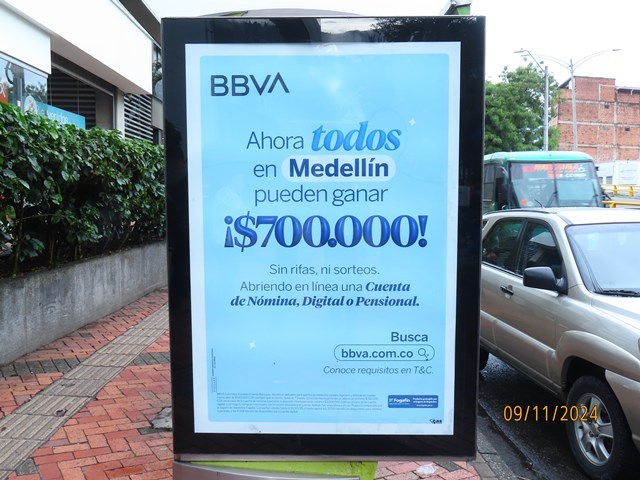 BBVA
Ahora todos
en Medellín
pueden ganar
¡$700.000!
Sin rifas, ni sorteos.
Abriendo en línea una Cuenta
de Nómina, Digital o Pensional.
Busca
bbva.com.co
Conoce requisitos en T&C.
Fogafín
09/11/2024